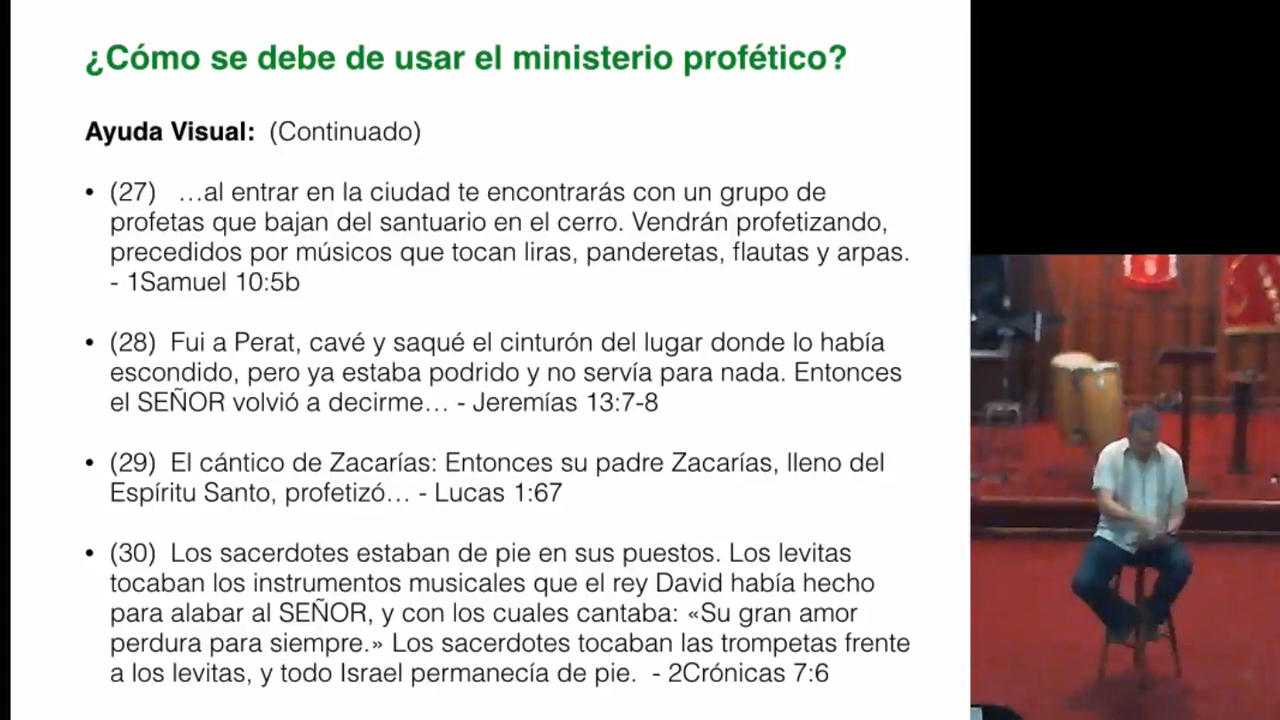 ¿Cómo se debe de usar el ministerio profético?
Ayuda Visual: (Continuado)
• (27) …al entrar en la ciudad te encontrarás con un grupo de
profetas que bajan del santuario en el cerro. Vendrán profetizando,
precedidos por músicos que tocan liras, panderetas, flautas y arpas.
- 1Samuel 10:5b
• (28) Fui a Perat, cavé y saqué el cinturón del lugar donde lo había
escondido, pero ya estaba podrido y no servía para nada. Entonces
el SEÑOR volvió a decirme… - Jeremías 13:7-8
• (29) El cántico de Zacarías: Entonces su padre Zacarías, lleno del
Espíritu Santo, profetizó… - Lucas 1:67
• (30) Los sacerdotes estaban de pie en sus puestos. Los levitas
tocaban los instrumentos musicales que el rey David había hecho
para alabar al SEÑOR, y con los cuales cantaba: «Su gran amor
perdura para siempre.» Los sacerdotes tocaban las trompetas frente
a los levitas, y todo Israel permanecía de pie. - 2Crónicas 7:6